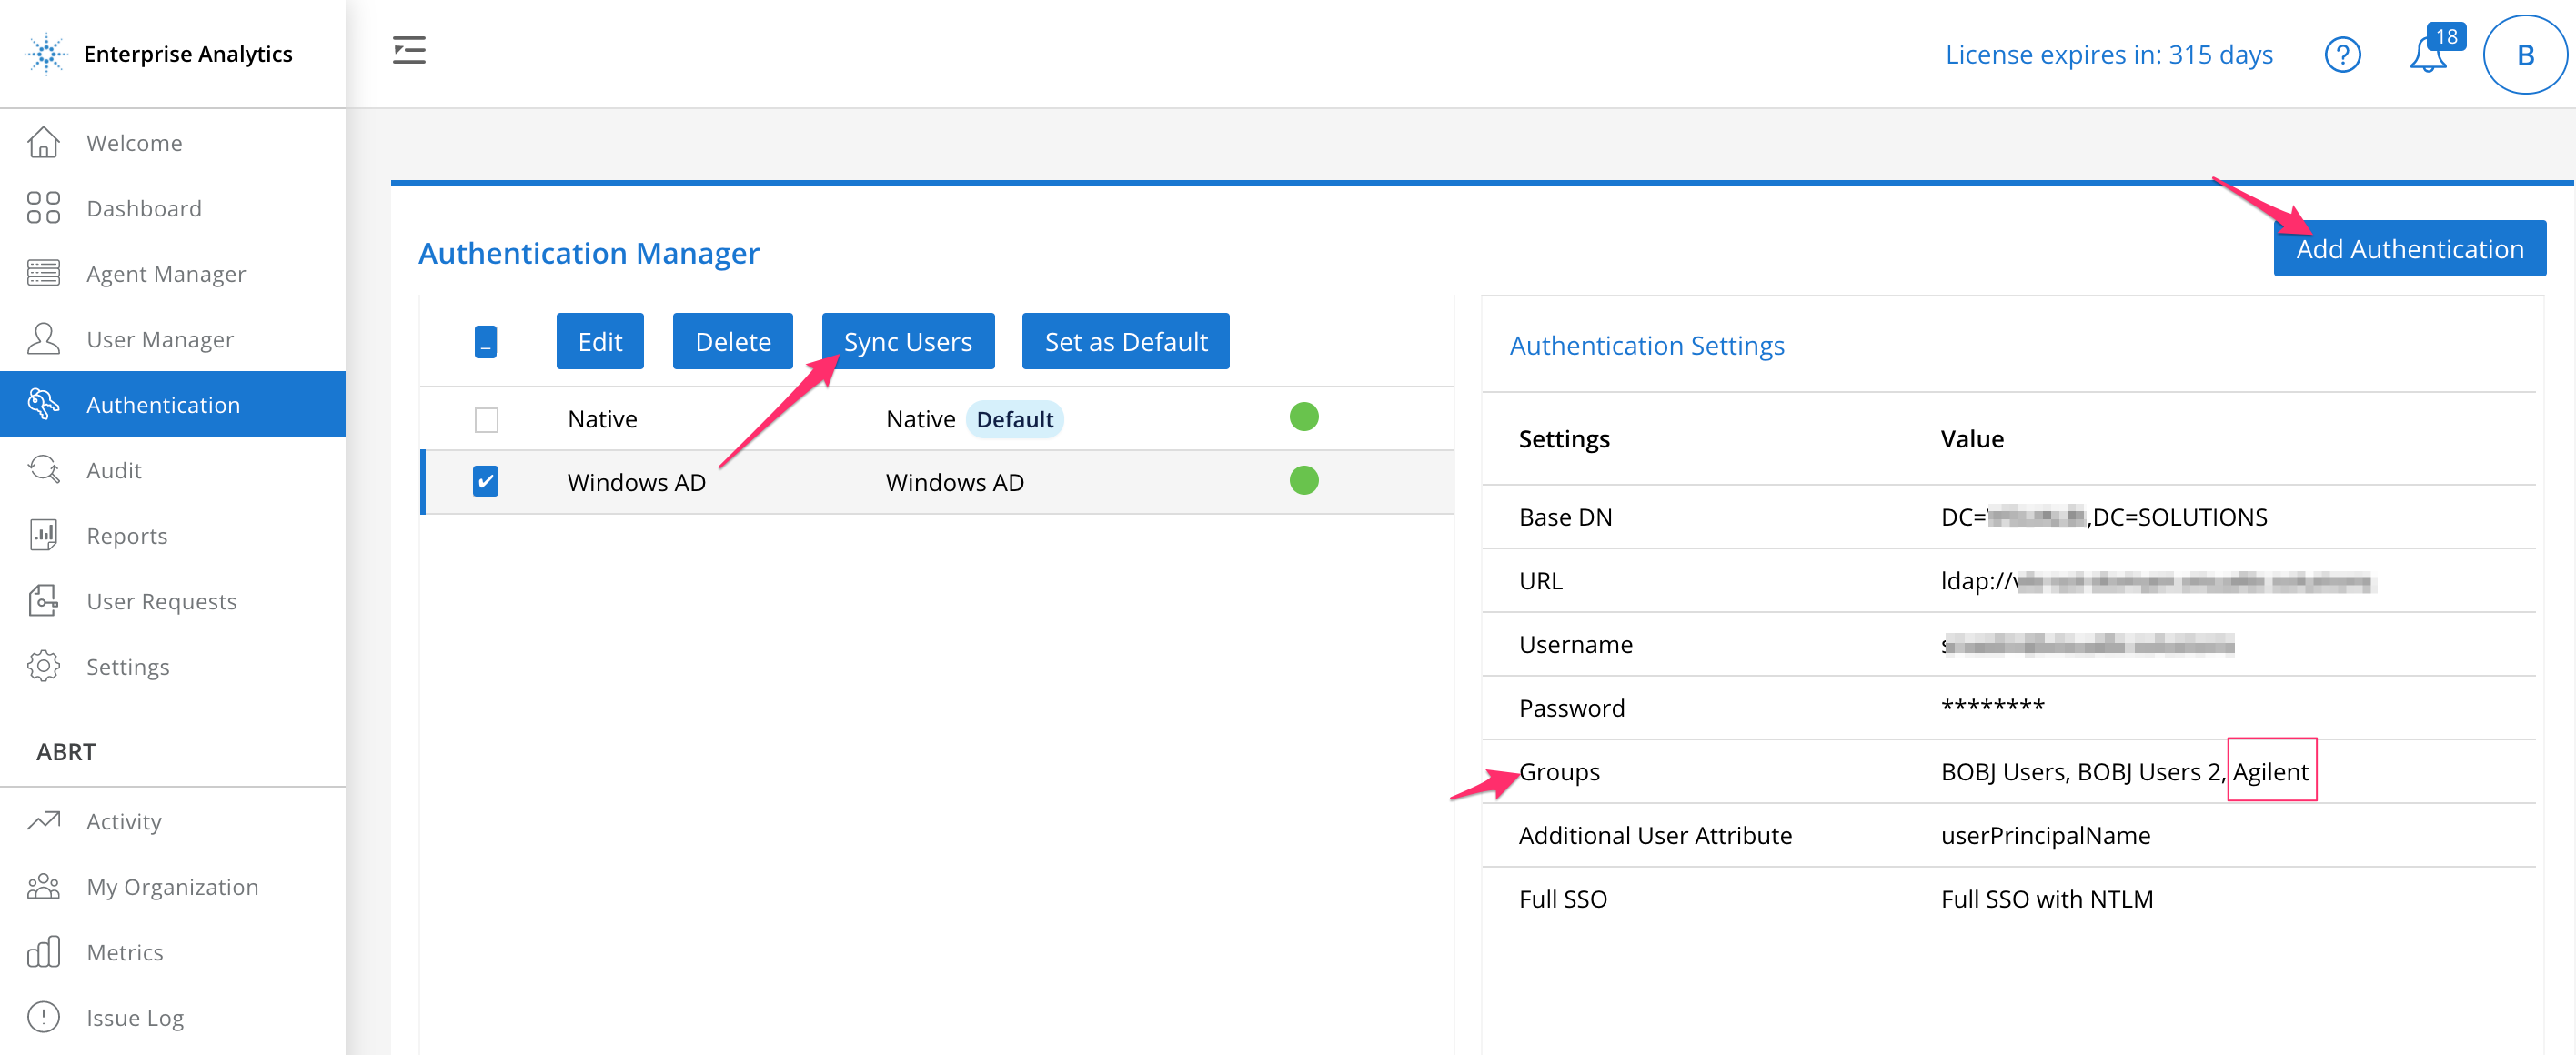 Enterprise Analytics
License expires in: 315 days
?
18
B
Welcome
Dashboard
Agent Manager
User Manager
Authentication
Audit
Reports
User Requests
Settings
ABRT
Activity
My Organization
Metrics
Issue Log
Authentication Manager
Add Authentication
Edit
Delete
Sync Users
Set as Default
Native Native Default
Windows AD Windows AD
Authentication Settings
Settings Value
Base DN DC= ,DC=SOLUTIONS
URL ldap://
Username
Password ********
Groups BOBJ Users, BOBJ Users 2, Agilent
Additional User Attribute userPrincipalName
Full SSO Full SSO with NTLM